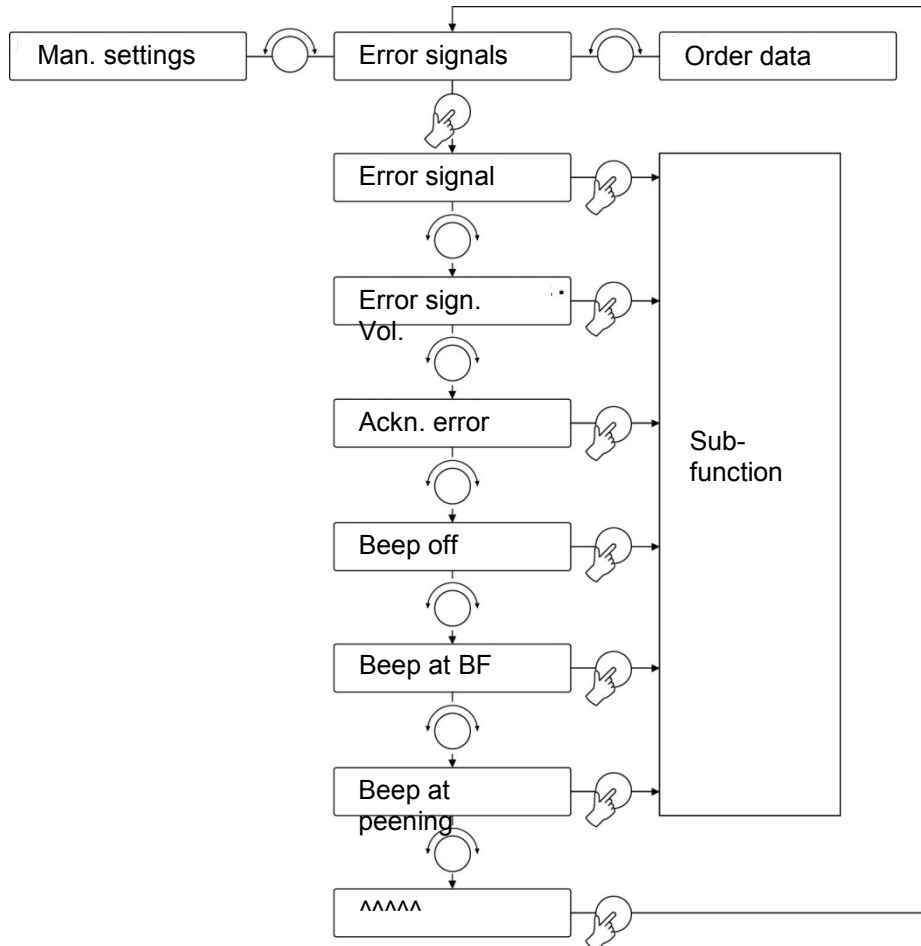 Man. settings
Error signals
Order data
Error signal
Error sign.
Vol.
Ackn. error
Sub-
function
Beep off
Beep at BF
Beep at
peening
^^^^^